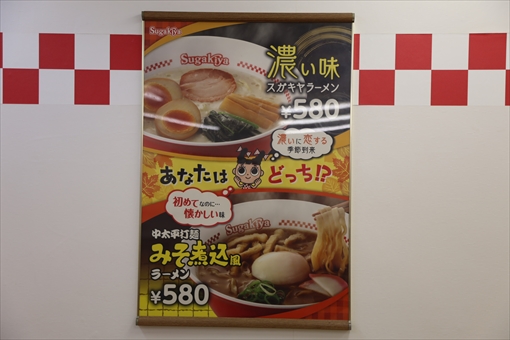 Sugakiya
Sugakiya
濃い味
スガキヤラーメン
¥580
濃いに恋する
季節到来
あなたは
どっち!?
初めてなのに…
懐かしい味
Sugakiya
中太平打麺
みそ煮込風
ラーメン
¥580